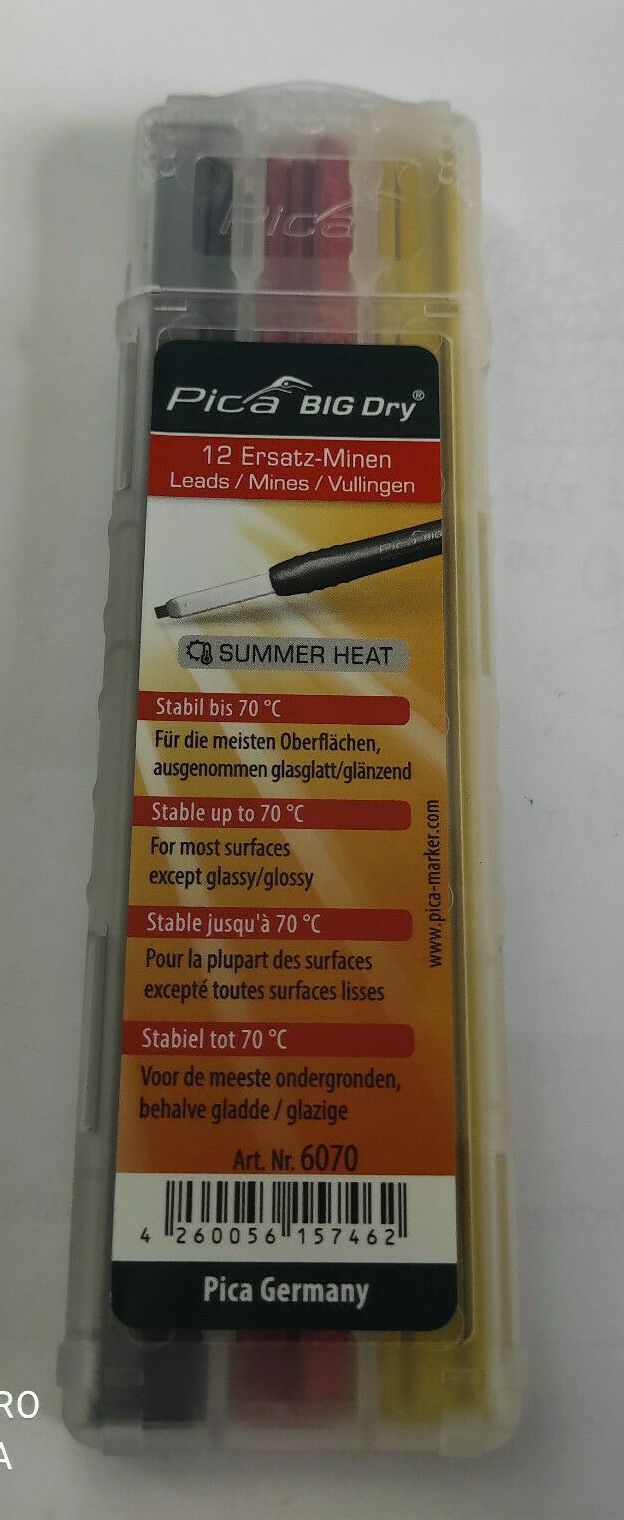 Pica
Pica BIG Dry®
12 Ersatz-Minen
Leads / Mines / Vullingen
Pica BIG
SUMMER HEAT
Stabil bis 70 °C
Für die meisten Oberflächen,
ausgenommen glasglatt/glänzend
Stable up to 70 °C
For most surfaces
except glassy/glossy
Stable jusqu'à 70 °C
Pour la plupart des surfaces
excepté toutes surfaces lisses
Stabiel tot 70 °C
Voor de meeste ondergronden,
behalve gladde / glazige
www.pica-marker.com
Art. Nr. 6070
4 260056 157462
Pica Germany
RO
A